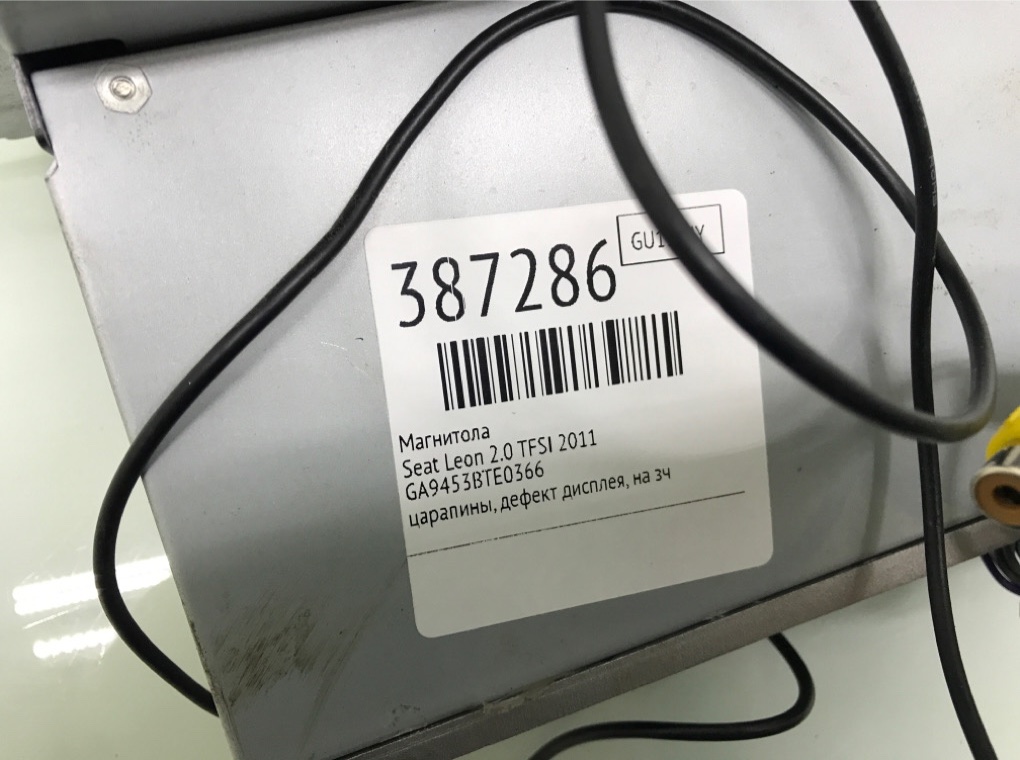 387286
Магнитола
Seat Leon 2.0 TFSI 2011
GA9453BTE0366
царапины, дефект дисплея, на зч